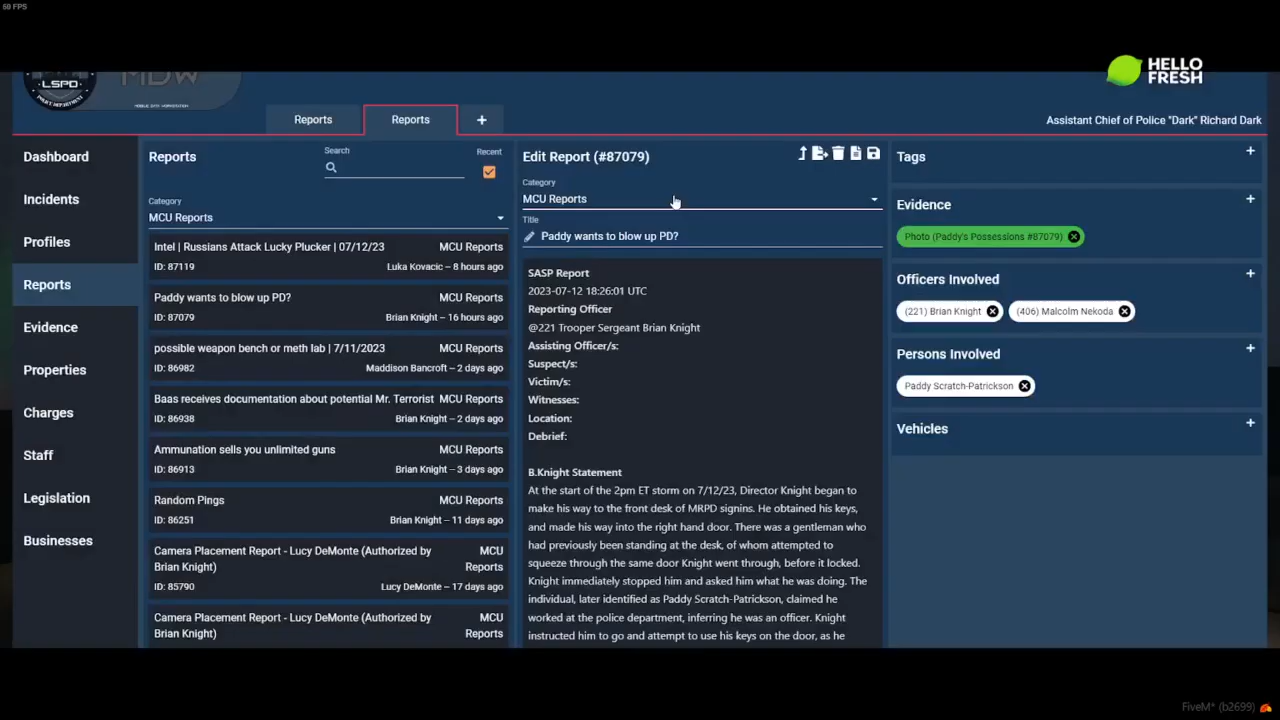 59 FPS
HELLO
FRESH
LSPD
POLICE DEPARTMENT
MDW
MOBILE DATA WORKSTATION
Reports
Reports
+
Assistant Chief of Police "Dark" Richard Dark
Dashboard
Incidents
Profiles
Reports
Evidence
Properties
Charges
Staff
Legislation
Businesses
Reports
Search
Recent
Category
MCU Reports
Intel | Russians Attack Lucky Plucker | 07/12/23 MCU Reports
ID: 87119 Luka Kovacic – 8 hours ago
Paddy wants to blow up PD? MCU Reports
ID: 87079 Brian Knight – 16 hours ago
possible weapon bench or meth lab | 7/11/2023 MCU Reports
ID: 86982 Maddison Bancroft – 2 days ago
Baas receives documentation about potential Mr. Terrorist MCU Reports
ID: 86938 Brian Knight – 2 days ago
Ammunation sells you unlimited guns MCU Reports
ID: 86913 Brian Knight – 3 days ago
Random Pings MCU Reports
ID: 86251 Brian Knight – 11 days ago
Camera Placement Report - Lucy DeMonte (Authorized by MCU
Brian Knight) Reports
ID: 85790 Lucy DeMonte – 17 days ago
Camera Placement Report - Lucy DeMonte (Authorized by MCU
Brian Knight) Reports
Edit Report (#87079)
Category
MCU Reports
Title
Paddy wants to blow up PD?
SASP Report
2023-07-12 18:26:01 UTC
Reporting Officer
@221 Trooper Sergeant Brian Knight
Assisting Officer/s:
Suspect/s:
Victim/s:
Witnesses:
Location:
Debrief:
B.Knight Statement
At the start of the 2pm ET storm on 7/12/23, Director Knight began to
make his way to the front desk of MRPD signins. He obtained his keys,
and made his way into the right hand door. There was a gentleman who
had previously been standing at the desk, of whom attempted to
squeeze through the same door Knight went through, before it locked.
Knight immediately stopped him and asked him what he was doing. The
individual, later identified as Paddy Scratch-Patrickson, claimed he
worked at the police department, inferring he was an officer. Knight
instructed him to go and attempt to use his keys on the door, as he
Tags +
Evidence +
Photo (Paddy's Possessions #87079)
Officers Involved +
(221) Brian Knight (406) Malcolm Nekoda
Persons Involved +
Paddy Scratch-Patrickson
Vehicles +
FiveM* (b2699)